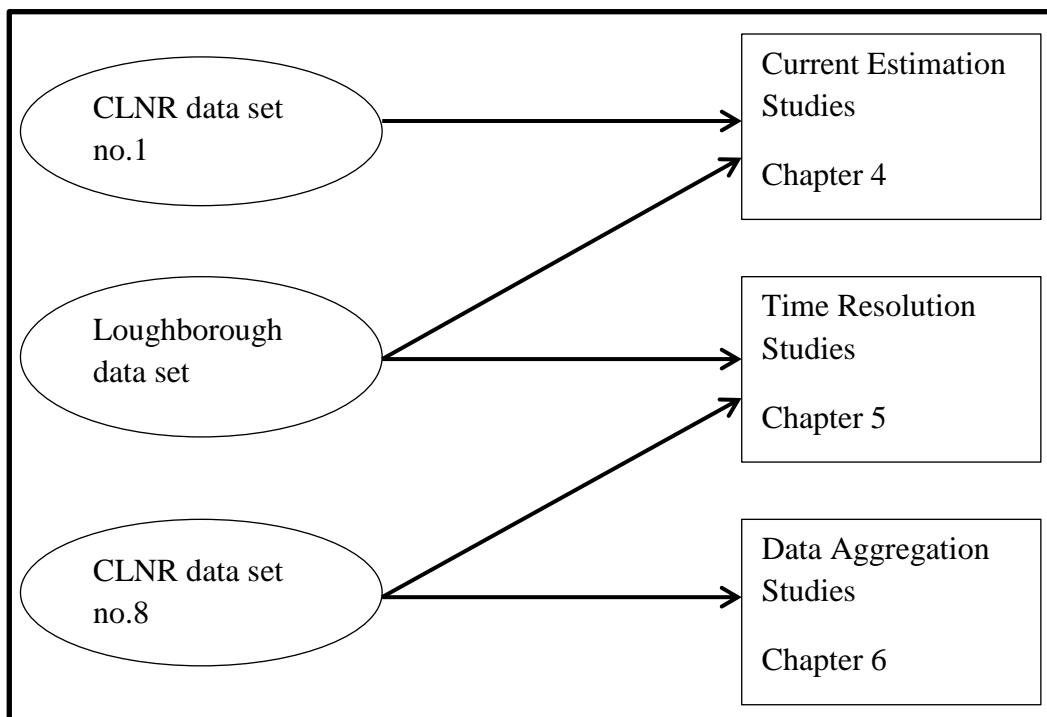 CLNR data set
no.1
Current Estimation
Studies
Chapter 4
Loughborough
data set
Time Resolution
Studies
Chapter 5
CLNR data set
no.8
Data Aggregation
Studies
Chapter 6